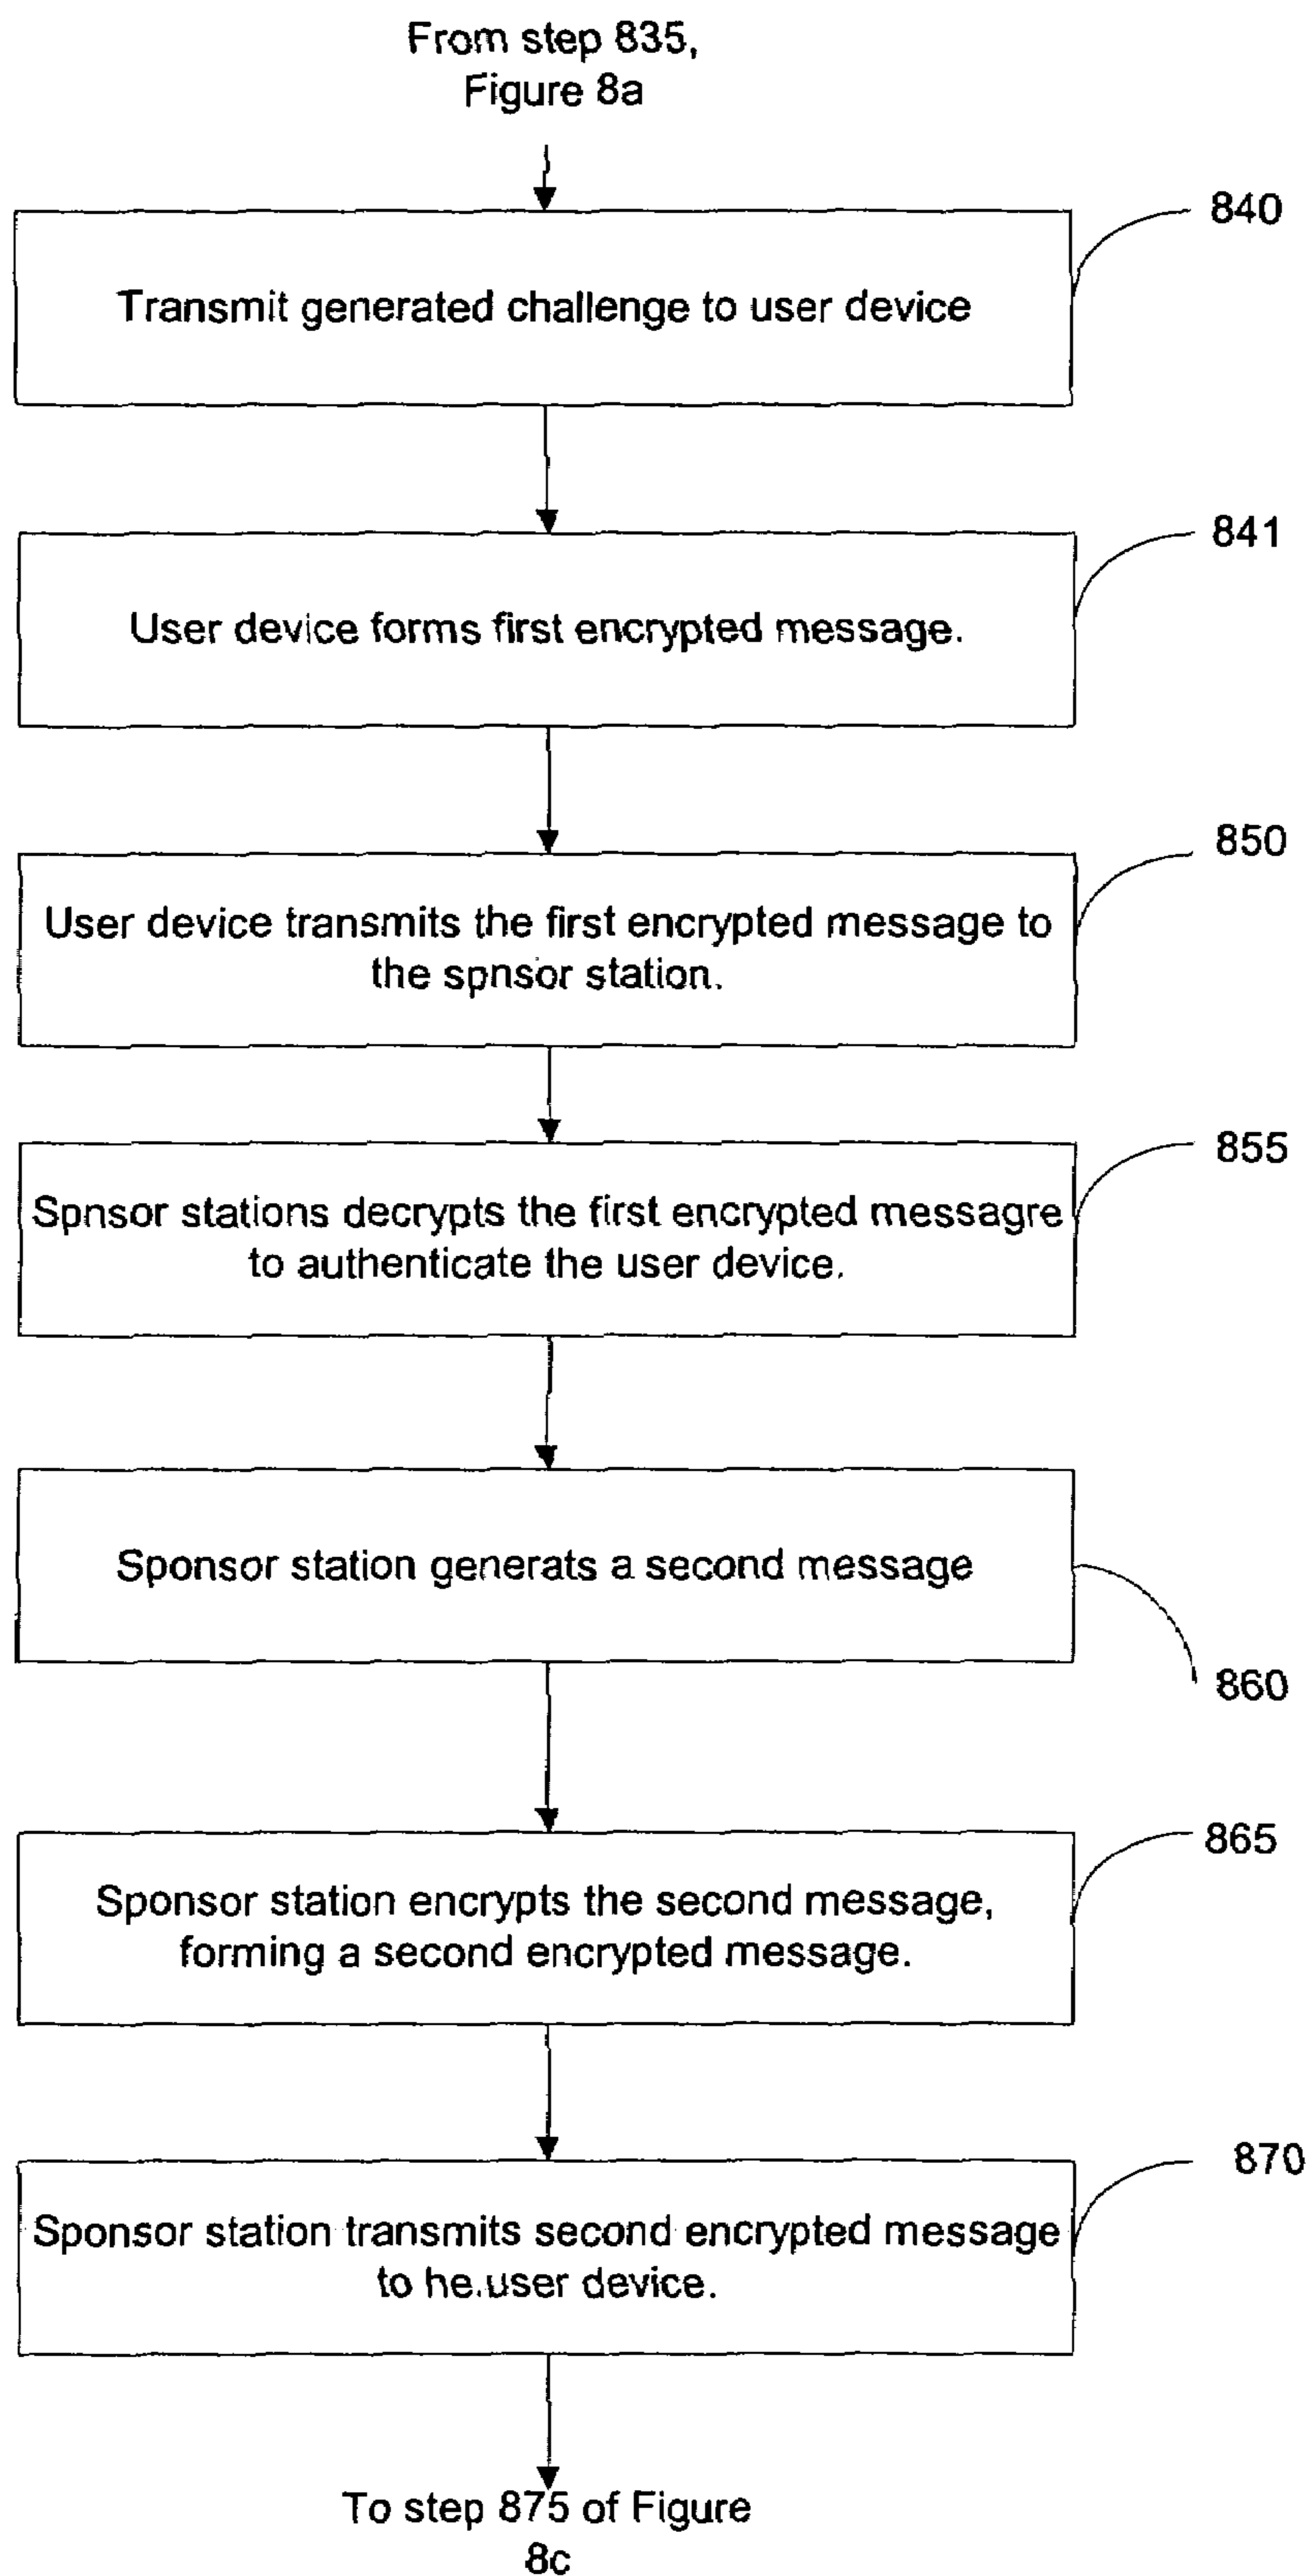 From step 835,
Figure 8a
840
Transmit generated challenge to user device
841
User device forms first encrypted message.
850
User device transmits the first encrypted message to
the spnsor station.
855
Spnsor stations decrypts the first encrypted messagre
to authenticate the user device.
Sponsor station generats a second message
860
865
Sponsor station encrypts the second message,
forming a second encrypted message.
870
Sponsor station transmits second encrypted message
to he.user device.
To step 875 of Figure
8c